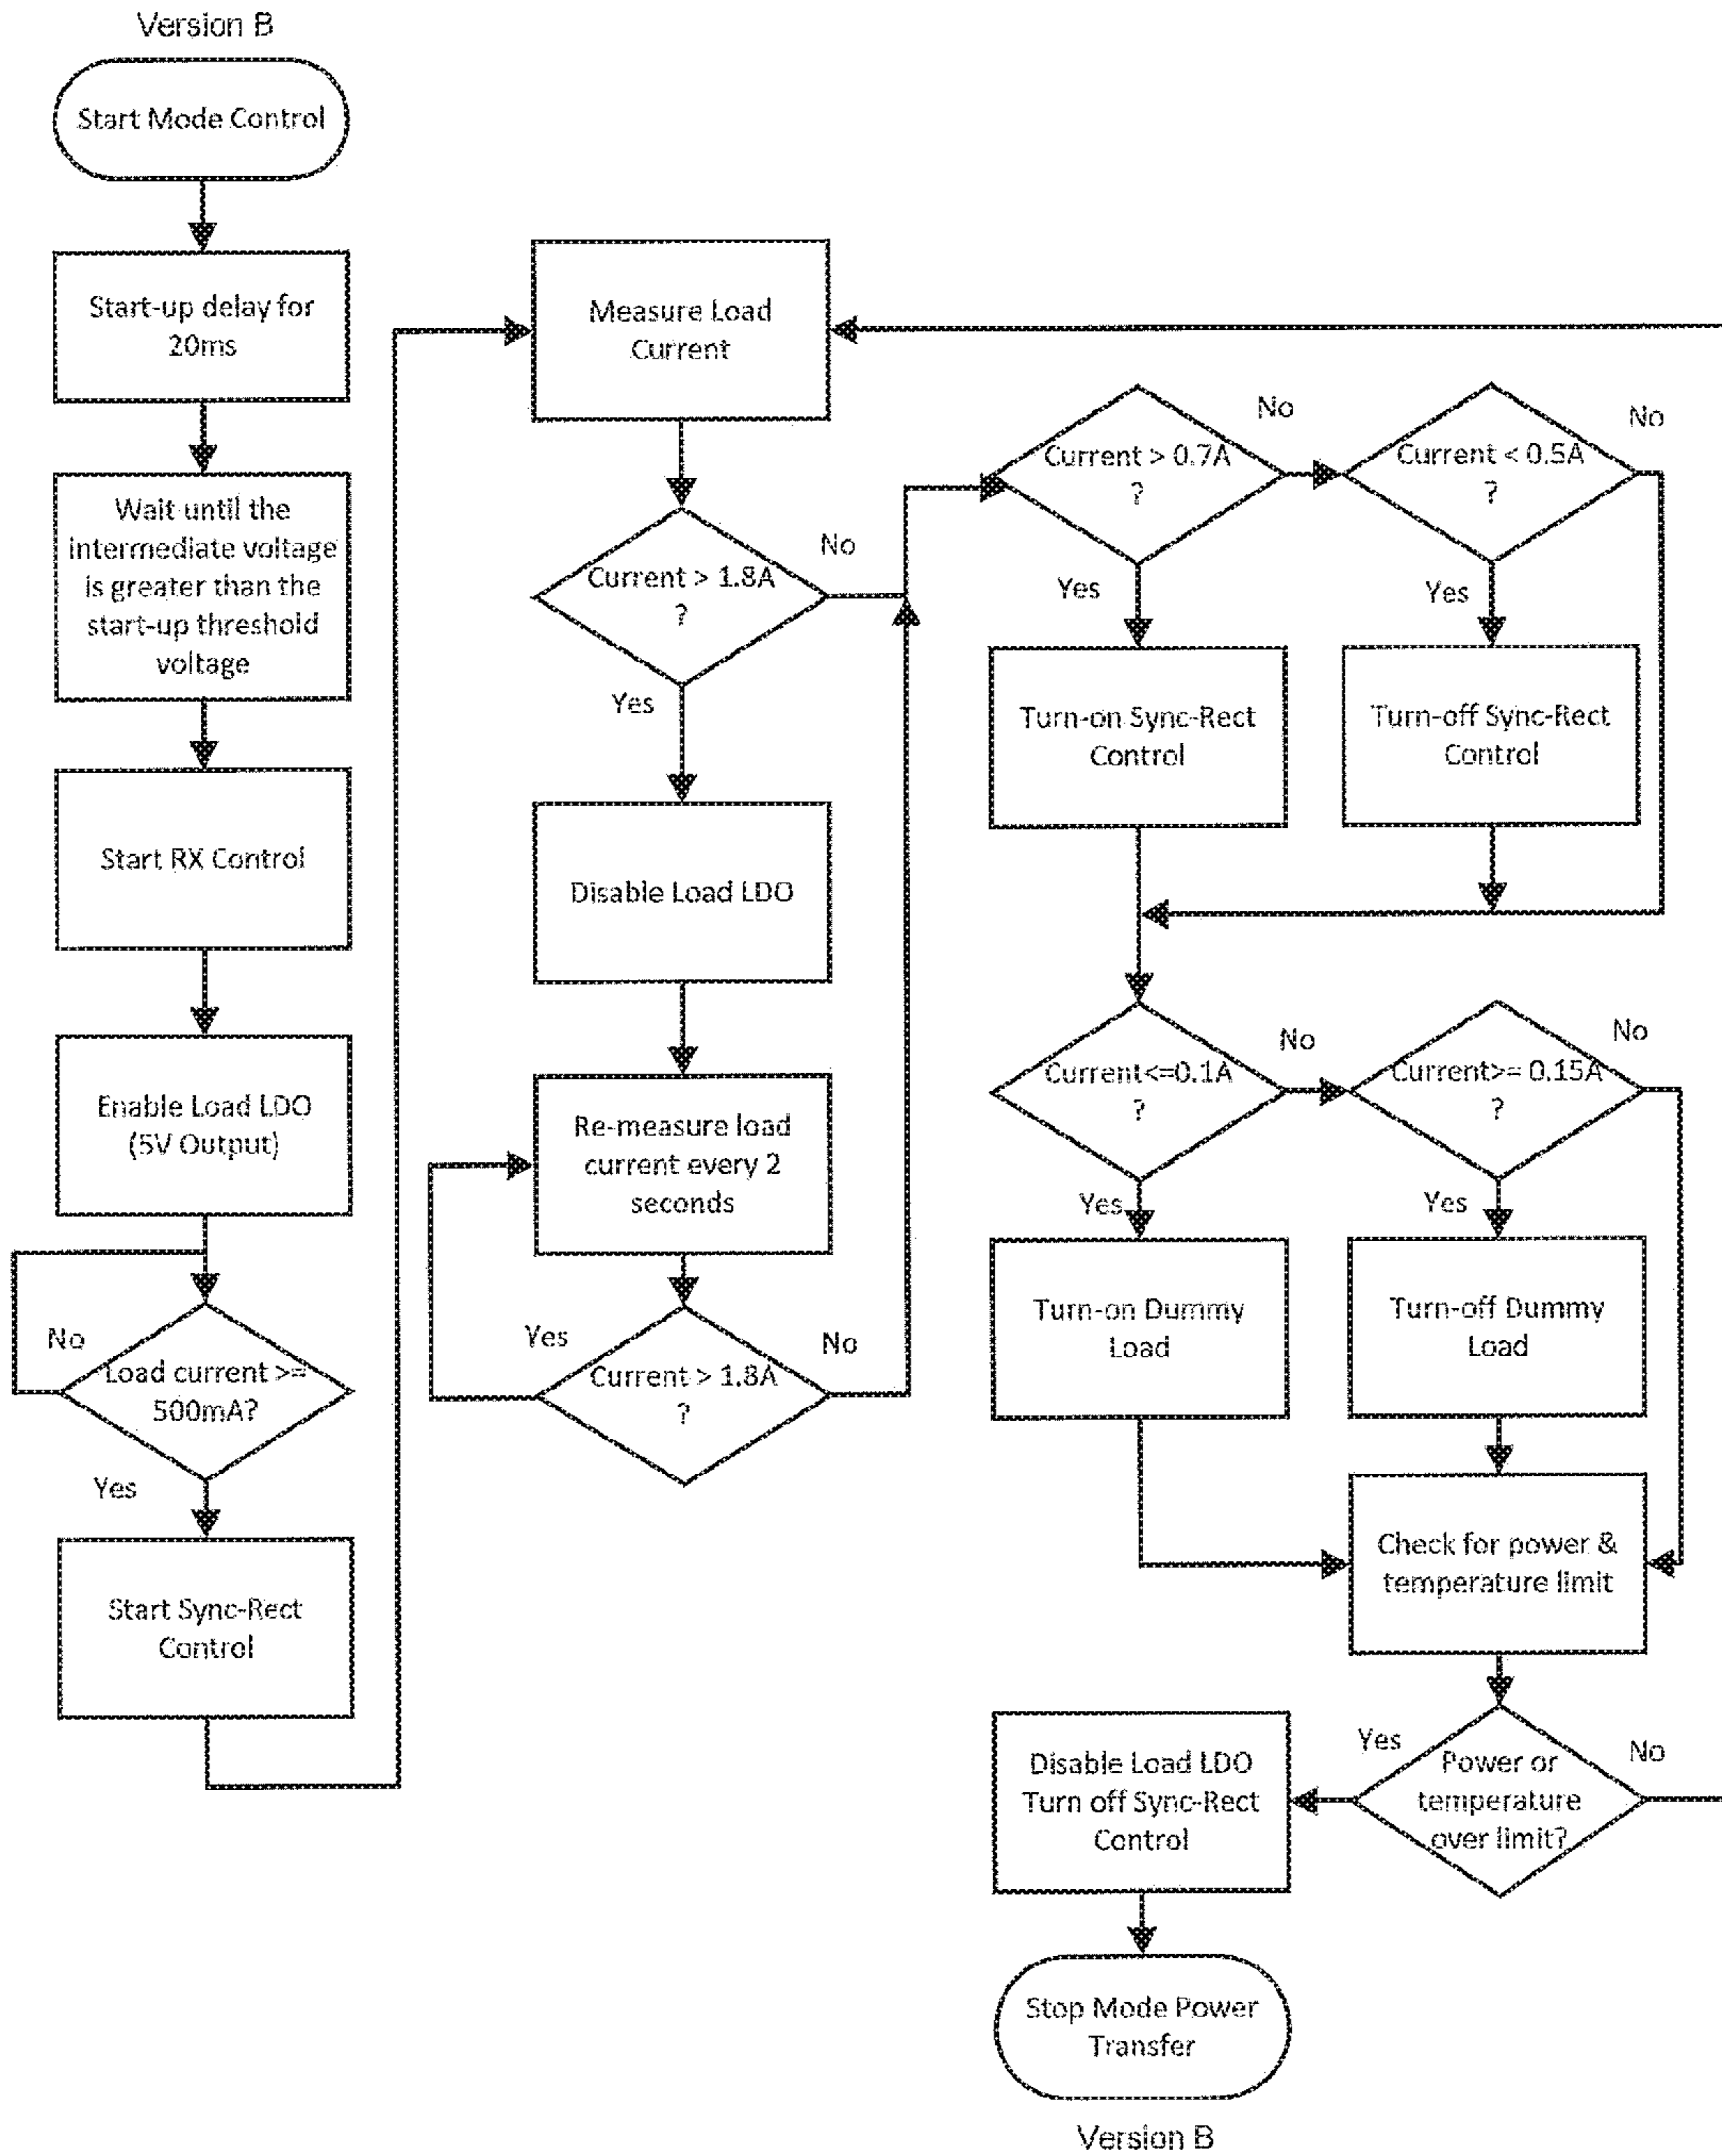 Version B
Start Mode Control
Start-up delay for
20ms
Wait until the
intermediate voltage
is greater than the
start-up threshold
voltage
Start RX Control
Enable Load LDO
(5V Output)
No
Load current >=
500mA?
Yes
Start Sync-Rect
Control
Measure Load
Current
No
Current > 1.8A
?
Yes
Disable Load LDO
Re-measure load
current every 2
seconds
Yes
No
Current > 1.8A
?
No
Current > 0.7A
?
Yes
No
Current < 0.5A
?
Yes
Turn-on Sync-Rect
Control
Turn-off Sync-Rect
Control
No
Current<=0.1A
?
Yes
No
Current>= 0.15A
?
Yes
Turn-on Dummy
Load
Turn-off Dummy
Load
Check for power &
temperature limit
Yes
No
Power or
temperature
over limit?
Disable Load LDO
Turn off Sync-Rect
Control
Stop Mode Power
Transfer
Version B